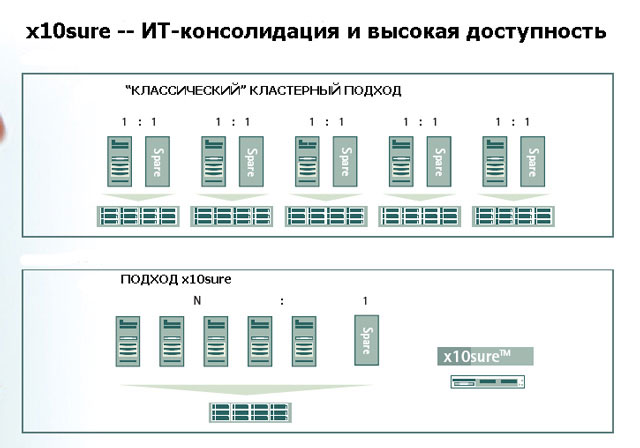 x10sure -- ИТ-консолидация и высокая доступность
“КЛАССИЧЕСКИЙ” КЛАСТЕРНЫЙ ПОДХОД
1 : 1 1 : 1 1 : 1 1 : 1 1 : 1
Spare Spare Spare Spare Spare
ПОДХОД x10sure
N : 1
Spare
x10sure™